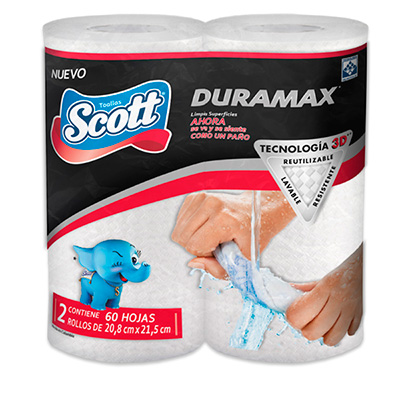 NUEVO
Toallas
Scott
DURAMAX
Limpia Superficies
AHORA
se ve y se siente
COMO UN PAÑO
TECNOLOGÍA 3D
REUTILIZABLE
LAVABLE
RESISTENTE
2 CONTIENE 60 HOJAS
ROLLOS DE 20,8 cm x 21,5 cm